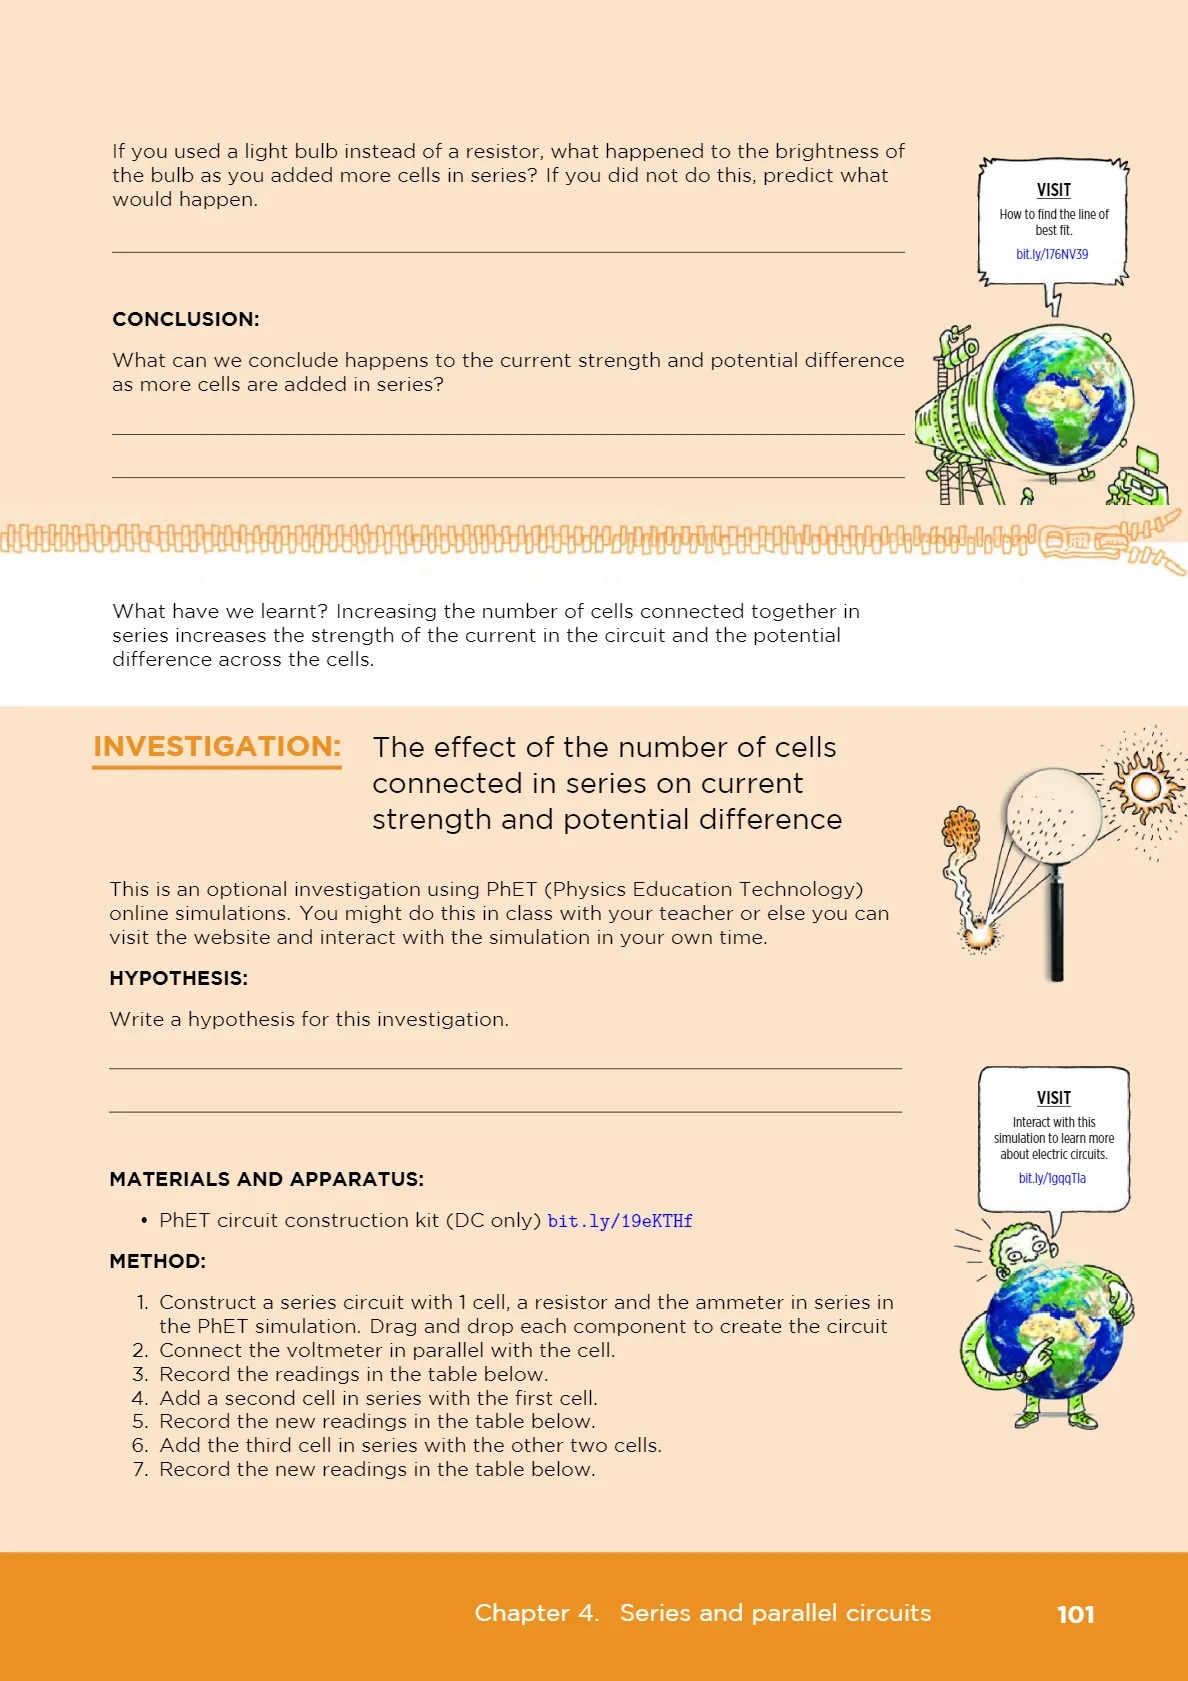 If you used a light bulb instead of a resistor, what happened to the brightness of
the bulb as you added more cells in series? If you did not do this, predict what
would happen.
VISIT
How to find the line of
best fit.
bit.ly/176NV39
CONCLUSION:
What can we conclude happens to the current strength and potential difference
as more cells are added in series?
What have we learnt? Increasing the number of cells connected together in
series increases the strength of the current in the circuit and the potential
difference across the cells.
INVESTIGATION:
The effect of the number of cells
connected in series on current
strength and potential difference
This is an optional investigation using PhET (Physics Education Technology)
online simulations. You might do this in class with your teacher or else you can
visit the website and interact with the simulation in your own time.
HYPOTHESIS:
Write a hypothesis for this investigation.
VISIT
Interact with this
simulation to learn more
about electric circuits.
bit.ly/1gqqTIa
MATERIALS AND APPARATUS:
• PhET circuit construction kit (DC only) bit.ly/19eKTHf
METHOD:
1. Construct a series circuit with 1 cell, a resistor and the ammeter in series in
the PhET simulation. Drag and drop each component to create the circuit
2. Connect the voltmeter in parallel with the cell.
3. Record the readings in the table below.
4. Add a second cell in series with the first cell.
5. Record the new readings in the table below.
6. Add the third cell in series with the other two cells.
7. Record the new readings in the table below.
Chapter 4. Series and parallel circuits
101